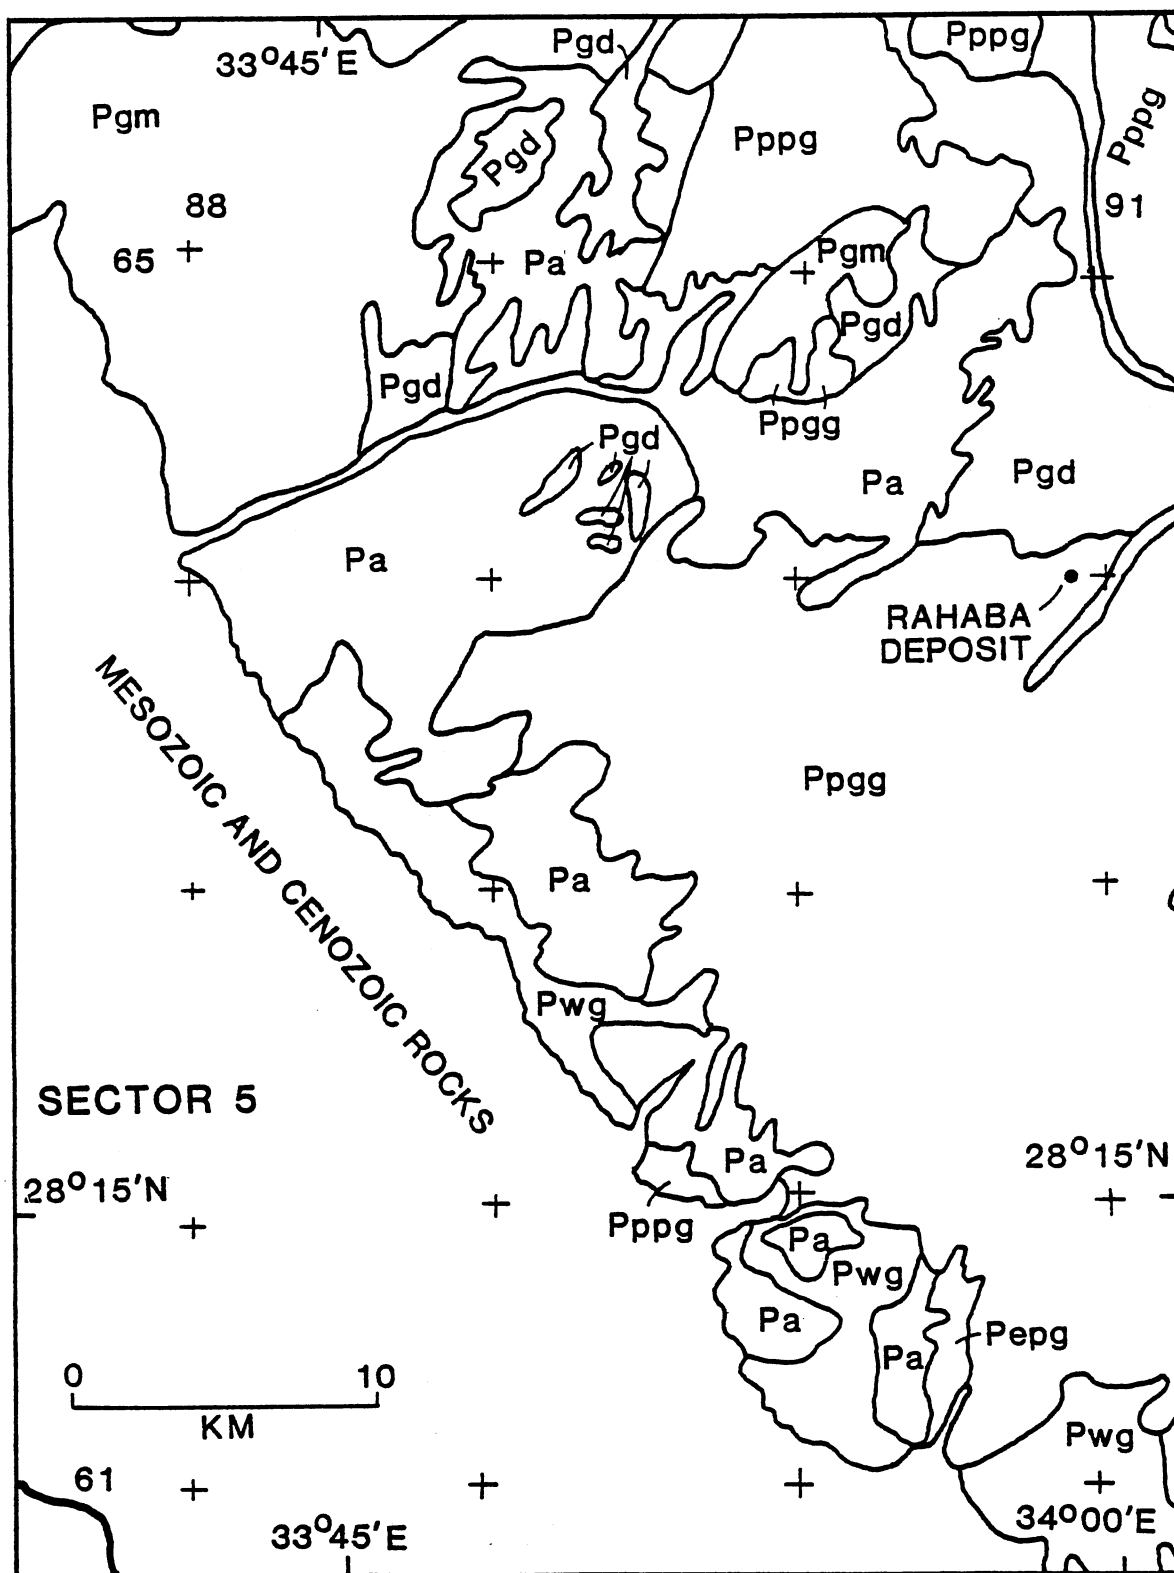 Pgd
Pppg
33°45'E
Pgm
Pgd
Pppg
Pppg
88
91
65
Pa
Pgm
Pgd
Pgd
Ppgg
Pgd
Pa
Pgd
Pa
RAHABA
DEPOSIT
MESOZOIC AND CENOZOIC ROCKS
Ppgg
Pa
Pwg
SECTOR 5
Pa
28°15'N
28°15'N
Pppg
Pa
Pwg
Pa
Pepg
Pa
0 10
KM
Pwg
61
34°00'E
33°45'E